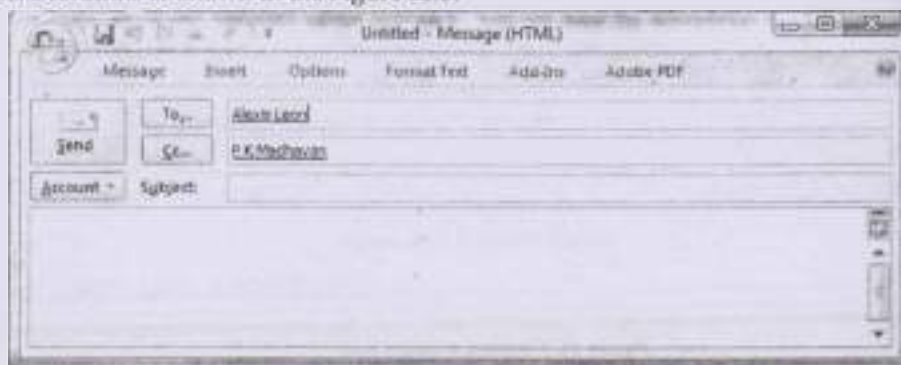 Untitled - Message (HTML)
Message Insert Options Format Text Add-Ins Adobe PDF
To...
Alexis Leon
Send
Cc...
P.K.Madhavan
Account
Subject: